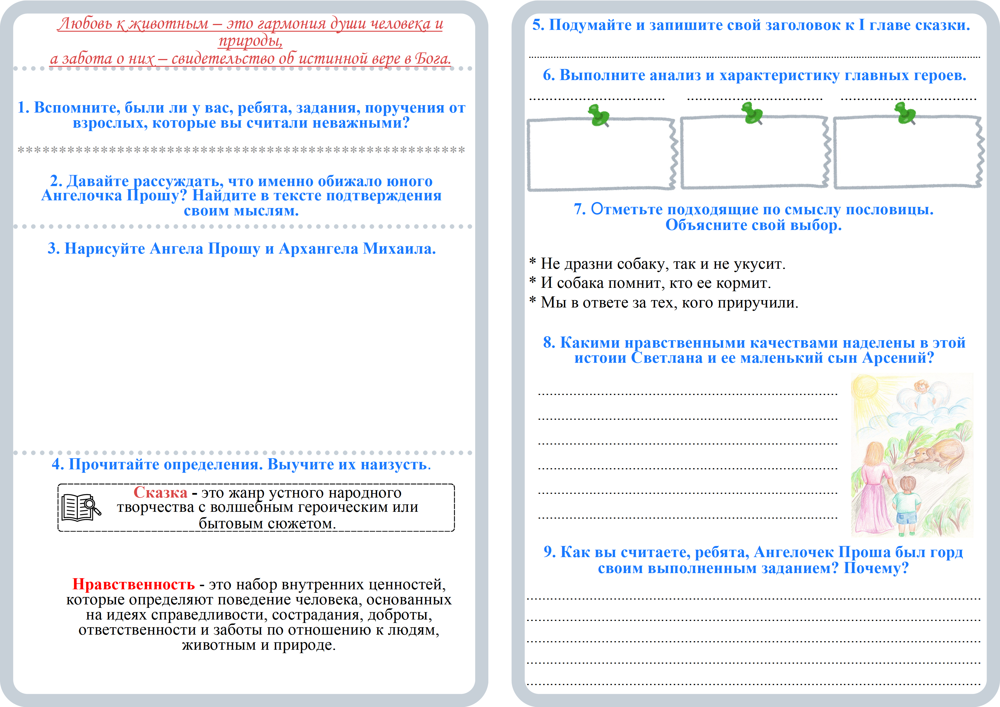 Любовь к животным – это гармония души человека и
природы,
а забота о них – свидетельство об истинной вере в Бога.
1. Вспомните, были ли у вас, ребята, задания, поручения от
взрослых, которые вы считали неважными?
******************************************************
2. Давайте рассуждать, что именно обижало юного
Ангелочка Прошу? Найдите в тексте подтверждения
своим мыслям.
3. Нарисуйте Ангела Прошу и Архангела Михаила.
4. Прочитайте определения. Выучите их наизусть.
Сказка - это жанр устного народного
творчества с волшебным героическим или
бытовым сюжетом.
Нравственность - это набор внутренних ценностей,
которые определяют поведение человека, основанных
на идеях справедливости, сострадания, доброты,
ответственности и заботы по отношению к людям,
животным и природе.
5. Подумайте и запишите свой заголовок к I главе сказки.
6. Выполните анализ и характеристику главных героев.
7. Отметьте подходящие по смыслу пословицы.
Объясните свой выбор.
* Не дразни собаку, так и не укусит.
* И собака помнит, кто ее кормит.
* Мы в ответе за тех, кого приручили.
8. Какими нравственными качествами наделены в этой
истоии Светлана и ее маленький сын Арсений?
9. Как вы считаете, ребята, Ангелочек Проша был горд
своим выполненным заданием? Почему?